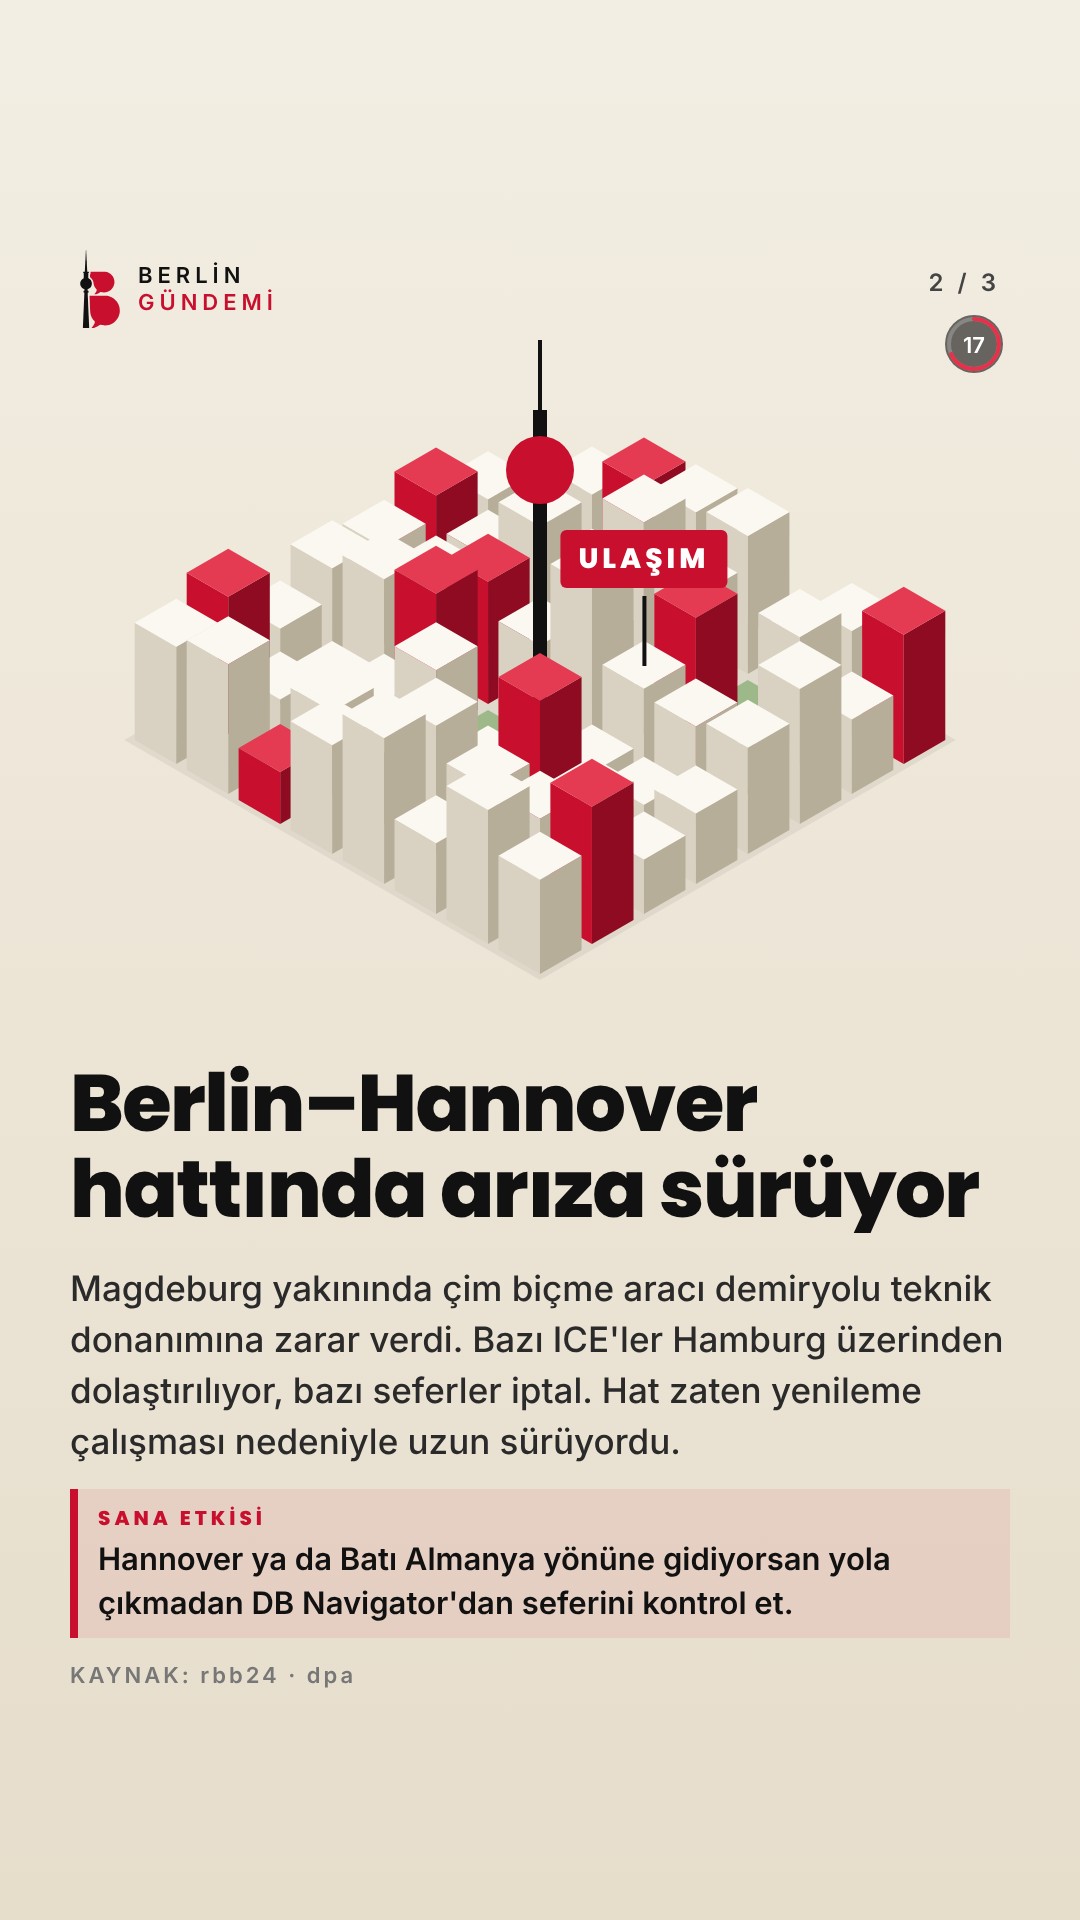 BERLİN
GÜNDEMİ
2 / 3
17
ULAŞIM
Berlin–Hannover
hattında arıza sürüyor
Magdeburg yakınında çim biçme aracı demiryolu teknik
donanımına zarar verdi. Bazı ICE'ler Hamburg üzerinden
dolaştırılıyor, bazı seferler iptal. Hat zaten yenileme
çalışması nedeniyle uzun sürüyordu.
SANA ETKİSİ
Hannover ya da Batı Almanya yönüne gidiyorsan yola
çıkmadan DB Navigator'dan seferini kontrol et.
KAYNAK: rbb24 · dpa